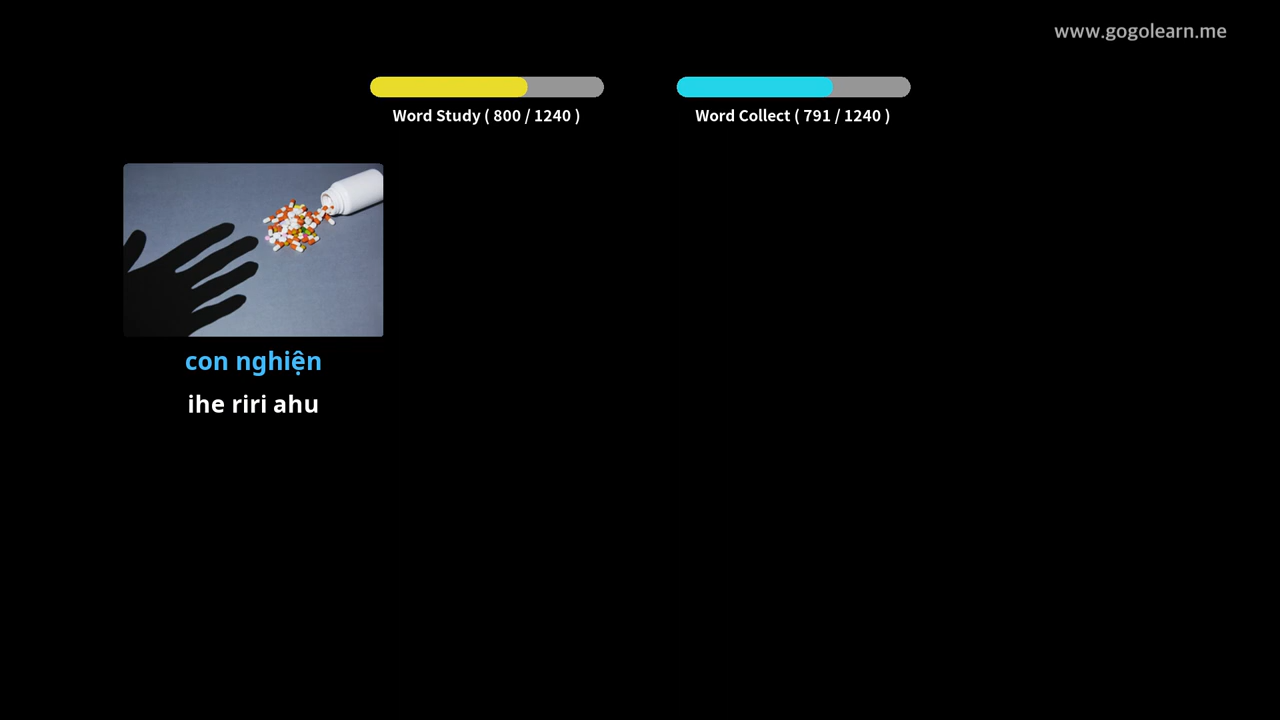 www.gogolearn.me
Word Study ( 800 / 1240 )
Word Collect ( 791 / 1240 )
con nghiện
ihe riri ahu